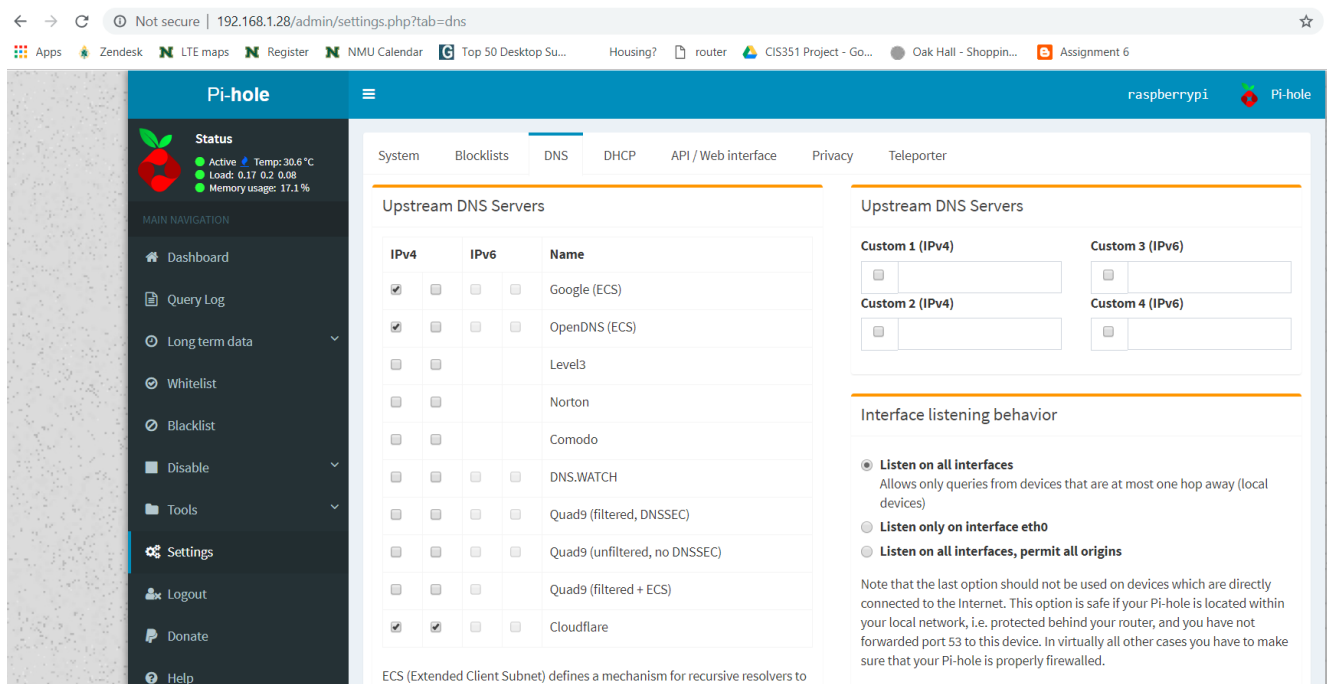 Not secure | 192.168.1.28/admin/settings.php?tab=dns
Apps Zendesk LTE maps Register NMU Calendar Top 50 Desktop Su... Housing? router CIS351 Project - Go... Oak Hall - Shoppin... Assignment 6
Pi-hole
raspberrypi Pi-hole
Status
Active Temp: 30.6 °C
Load: 0.17 0.2 0.08
Memory usage: 17.1 %
MAIN NAVIGATION
Dashboard
Query Log
Long term data
Whitelist
Blacklist
Disable
Tools
Settings
Logout
Donate
Help
System Blocklists DNS DHCP API / Web interface Privacy Teleporter
Upstream DNS Servers
IPv4 IPv6 Name
Google (ECS)
OpenDNS (ECS)
Level3
Norton
Comodo
DNS.WATCH
Quad9 (filtered, DNSSEC)
Quad9 (unfiltered, no DNSSEC)
Quad9 (filtered + ECS)
Cloudflare
ECS (Extended Client Subnet) defines a mechanism for recursive resolvers to
Upstream DNS Servers
Custom 1 (IPv4) Custom 3 (IPv6)
Custom 2 (IPv4) Custom 4 (IPv6)
Interface listening behavior
Listen on all interfaces
Allows only queries from devices that are at most one hop away (local
devices)
Listen only on interface eth0
Listen on all interfaces, permit all origins
Note that the last option should not be used on devices which are directly
connected to the Internet. This option is safe if your Pi-hole is located within
your local network, i.e. protected behind your router, and you have not
forwarded port 53 to this device. In virtually all other cases you have to make
sure that your Pi-hole is properly firewalled.